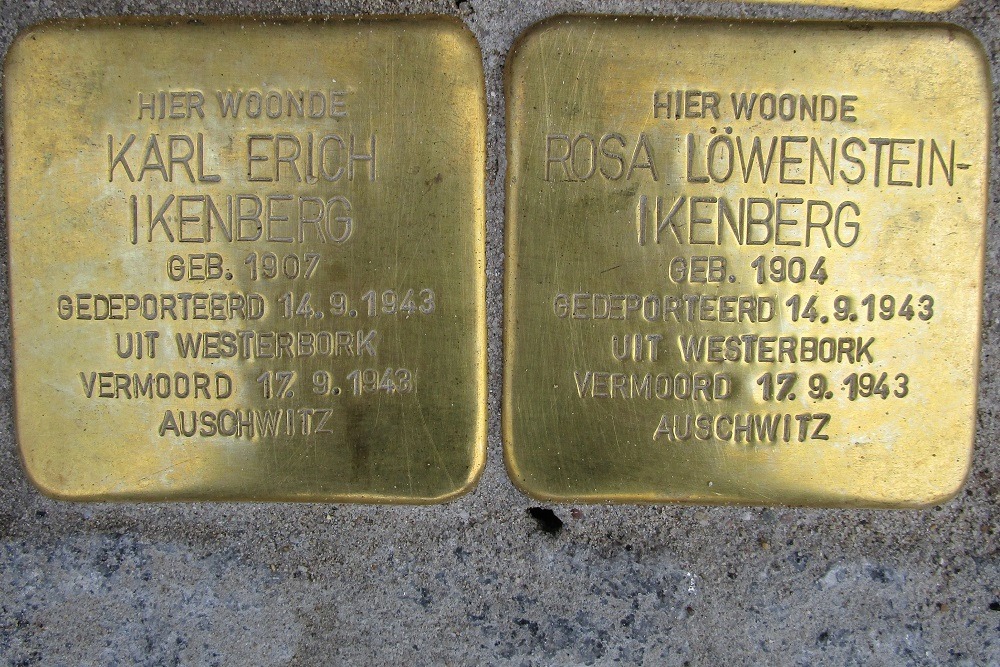 HIER WOONDE
KARL ERICH
IKENBERG
GEB. 1907
GEDEPORTEERD 14.9.1943
UIT WESTERBORK
VERMOORD 17.9.1943
AUSCHWITZ
HIER WOONDE
ROSA LÖWENSTEIN-
IKENBERG
GEB. 1904
GEDEPORTEERD 14.9.1943
UIT WESTERBORK
VERMOORD 17.9.1943
AUSCHWITZ